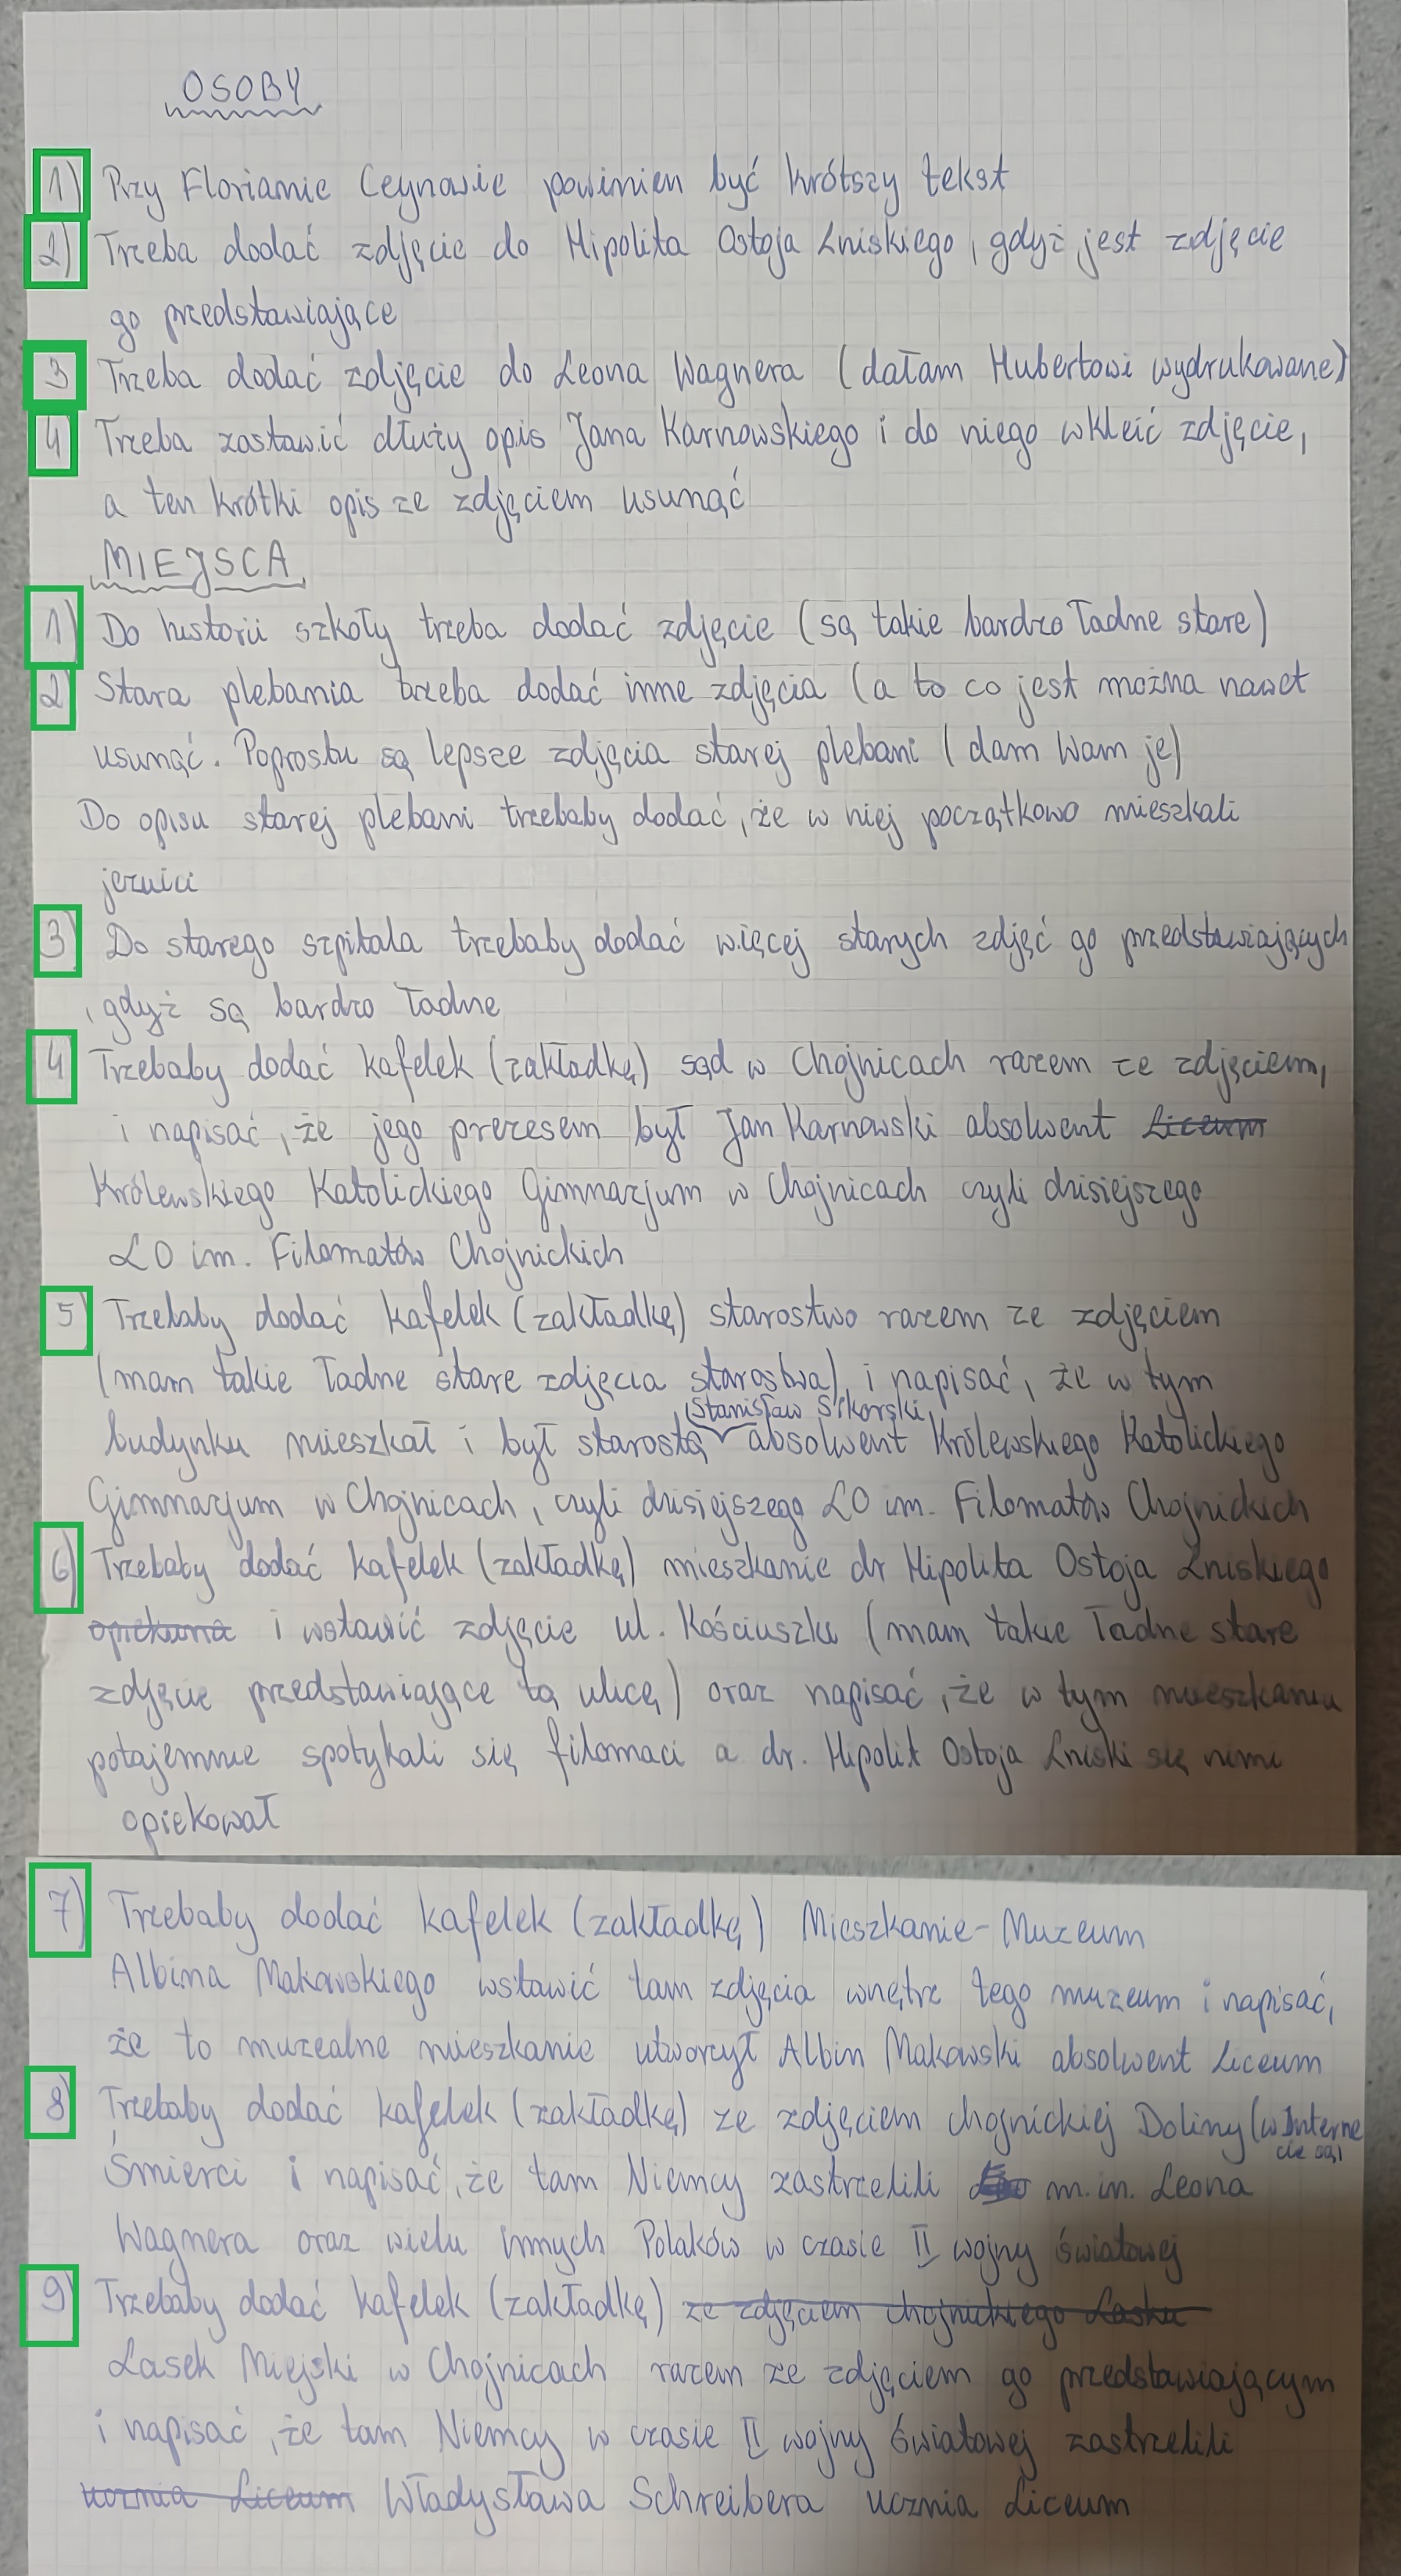 OSOBY
1) Przy Florianie Ceynowie powinien być krótszy tekst
2) Trzeba dodać zdjęcie do Hipolita Ostoja Lniskiego, gdyż jest zdjęcie
go przedstawiające
3 Trzeba dodać zdjęcie do Leona Wagnera (dałam Hubertowi wydrukowane)
4 Trzeba zostawić dłuży opis Jana Karnowskiego i do niego wkleić zdjęcie,
a ten krótki opis ze zdjęciem usunąć
MIEJSCA
1) Do historii szkoły trzeba dodać zdjęcie (są takie bardzo ładne stare)
2 Stara plebania trzeba dodać inne zdjęcia (a to co jest można nawet
usunąć. Poprostu są lepsze zdjęcia starej plebani (dam Wam je)
Do opisu starej plebani trzebaby dodać, że w niej początkowo mieszkali
jezuici
3) Do starego szpitala trzebaby dodać więcej starych zdjęć go przedstawiających
, gdyż są bardzo ładne
4) Trzebaby dodać kafelek (zakładkę) sąd w Chojnicach razem ze zdjęciem,
i napisać, że jego prezesem był Jan Karnowski absolwent Liceum
Królewskiego Katolickiego Gimnazjum w Chojnicach czyli dzisiejszego
LO im. Filomatów Chojnickich
5) Trzebaby dodać kafelek (zakładkę) starostwo razem ze zdjęciem
(mam takie ładne stare zdjęcia starostwa) i napisać, że w tym
Stanisław Sikorski
budynku mieszkał i był starostą absolwent Królewskiego Katolickiego
Gimnazjum w Chojnicach, czyli dzisiejszego LO im. Filomatów Chojnickich
6) Trzebaby dodać kafelek (zakładkę) mieszkanie dr Hipolita Ostoja Lniskiego
opiekuna i wstawić zdjęcie ul. Kościuszki (mam takie ładne stare
zdjęcie przedstawiające tą ulicę) oraz napisać, że w tym mieszkaniu
potajemnie spotykali się filomaci a dr. Hipolit Ostoja Lniski się nimi
opiekował
7) Trzebaby dodać kafelek (zakładkę) Mieszkanie-Muzeum
Albina Makowskiego wstawić tam zdjęcia wnętrz tego muzeum i napisać,
że to muzealne mieszkanie utworzył Albin Makowski absolwent Liceum
8) Trzebaby dodać kafelek (zakładkę) ze zdjęciem chojnickiej Doliny (w Interne
cie są)
Śmierci i napisać, że tam Niemcy zastrzelili m.in. Leona
Wagnera oraz wielu innych Polaków w czasie II wojny światowej
9) Trzebaby dodać kafelek (zakładkę) ze zdjęciem chojnickiego Lasku
Lasek Miejski w Chojnicach razem ze zdjęciem go przedstawiającym
i napisać, że tam Niemcy w czasie II wojny światowej zastrzelili
ucznia Liceum Władysława Schreibera ucznia Liceum